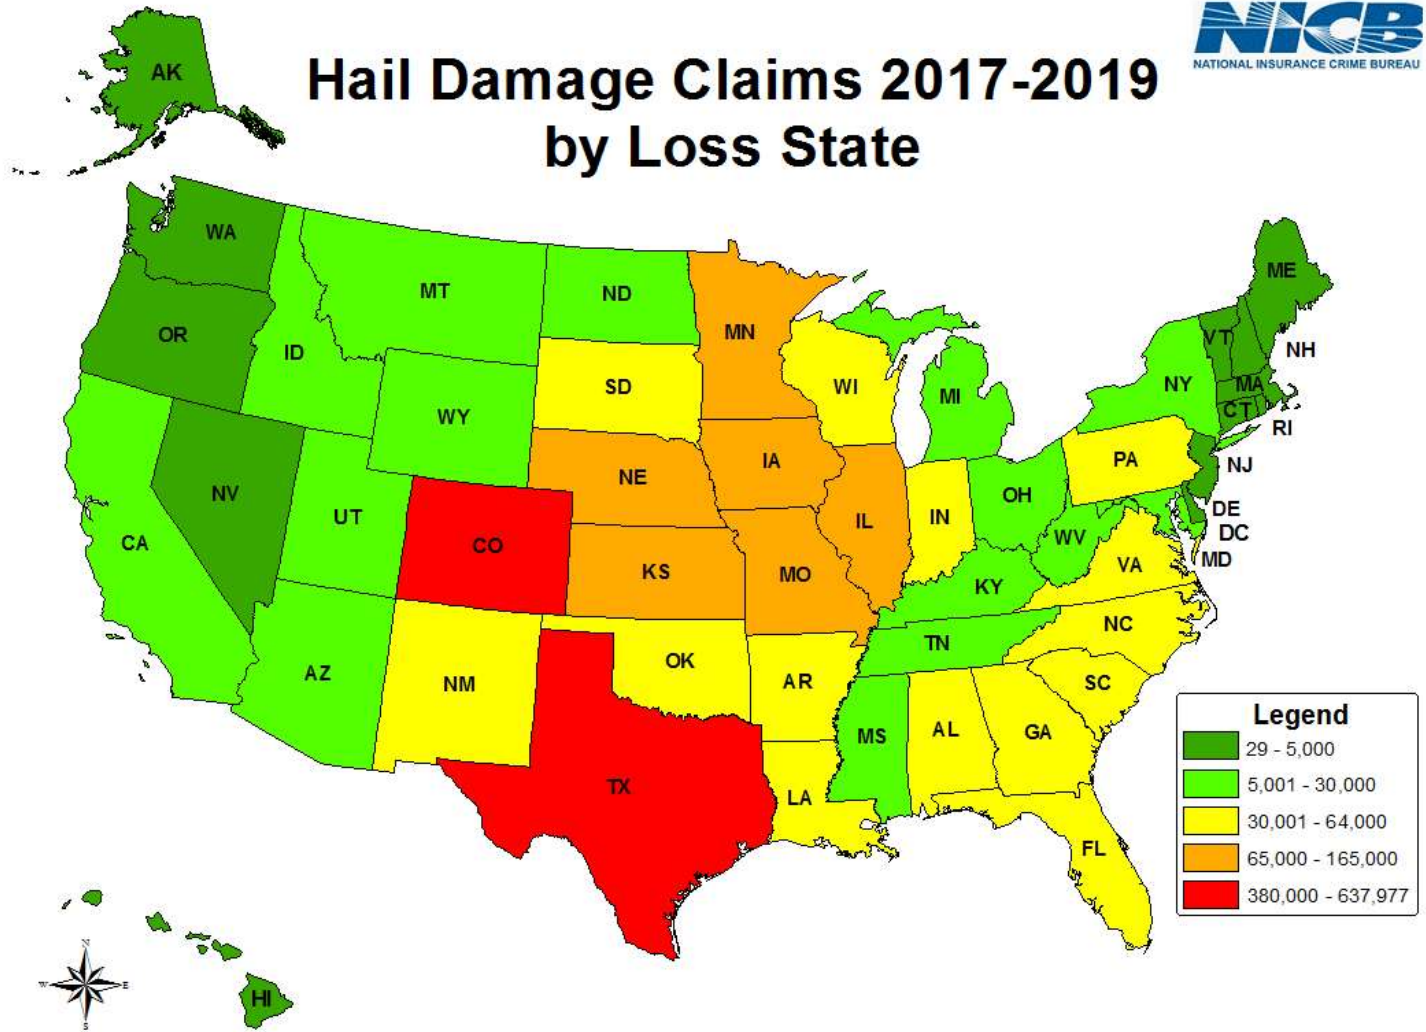 NICB
NATIONAL INSURANCE CRIME BUREAU
Hail Damage Claims 2017-2019
by Loss State
AK
WA
MT
ND
MN
ME
OR
ID
VT
NH
SD
WI
NY
MA
WY
MI
CT
RI
IA
PA
NJ
NE
NV
OH
IN
IL
DE
UT
CO
WV
DC
CA
KS
MO
VA
MD
KY
NC
TN
OK
AZ
NM
AR
SC
MS
AL
GA
TX
LA
FL
HI
Legend
29 - 5,000
5,001 - 30,000
30,001 - 64,000
65,000 - 165,000
380,000 - 637,977
N
W
E
S